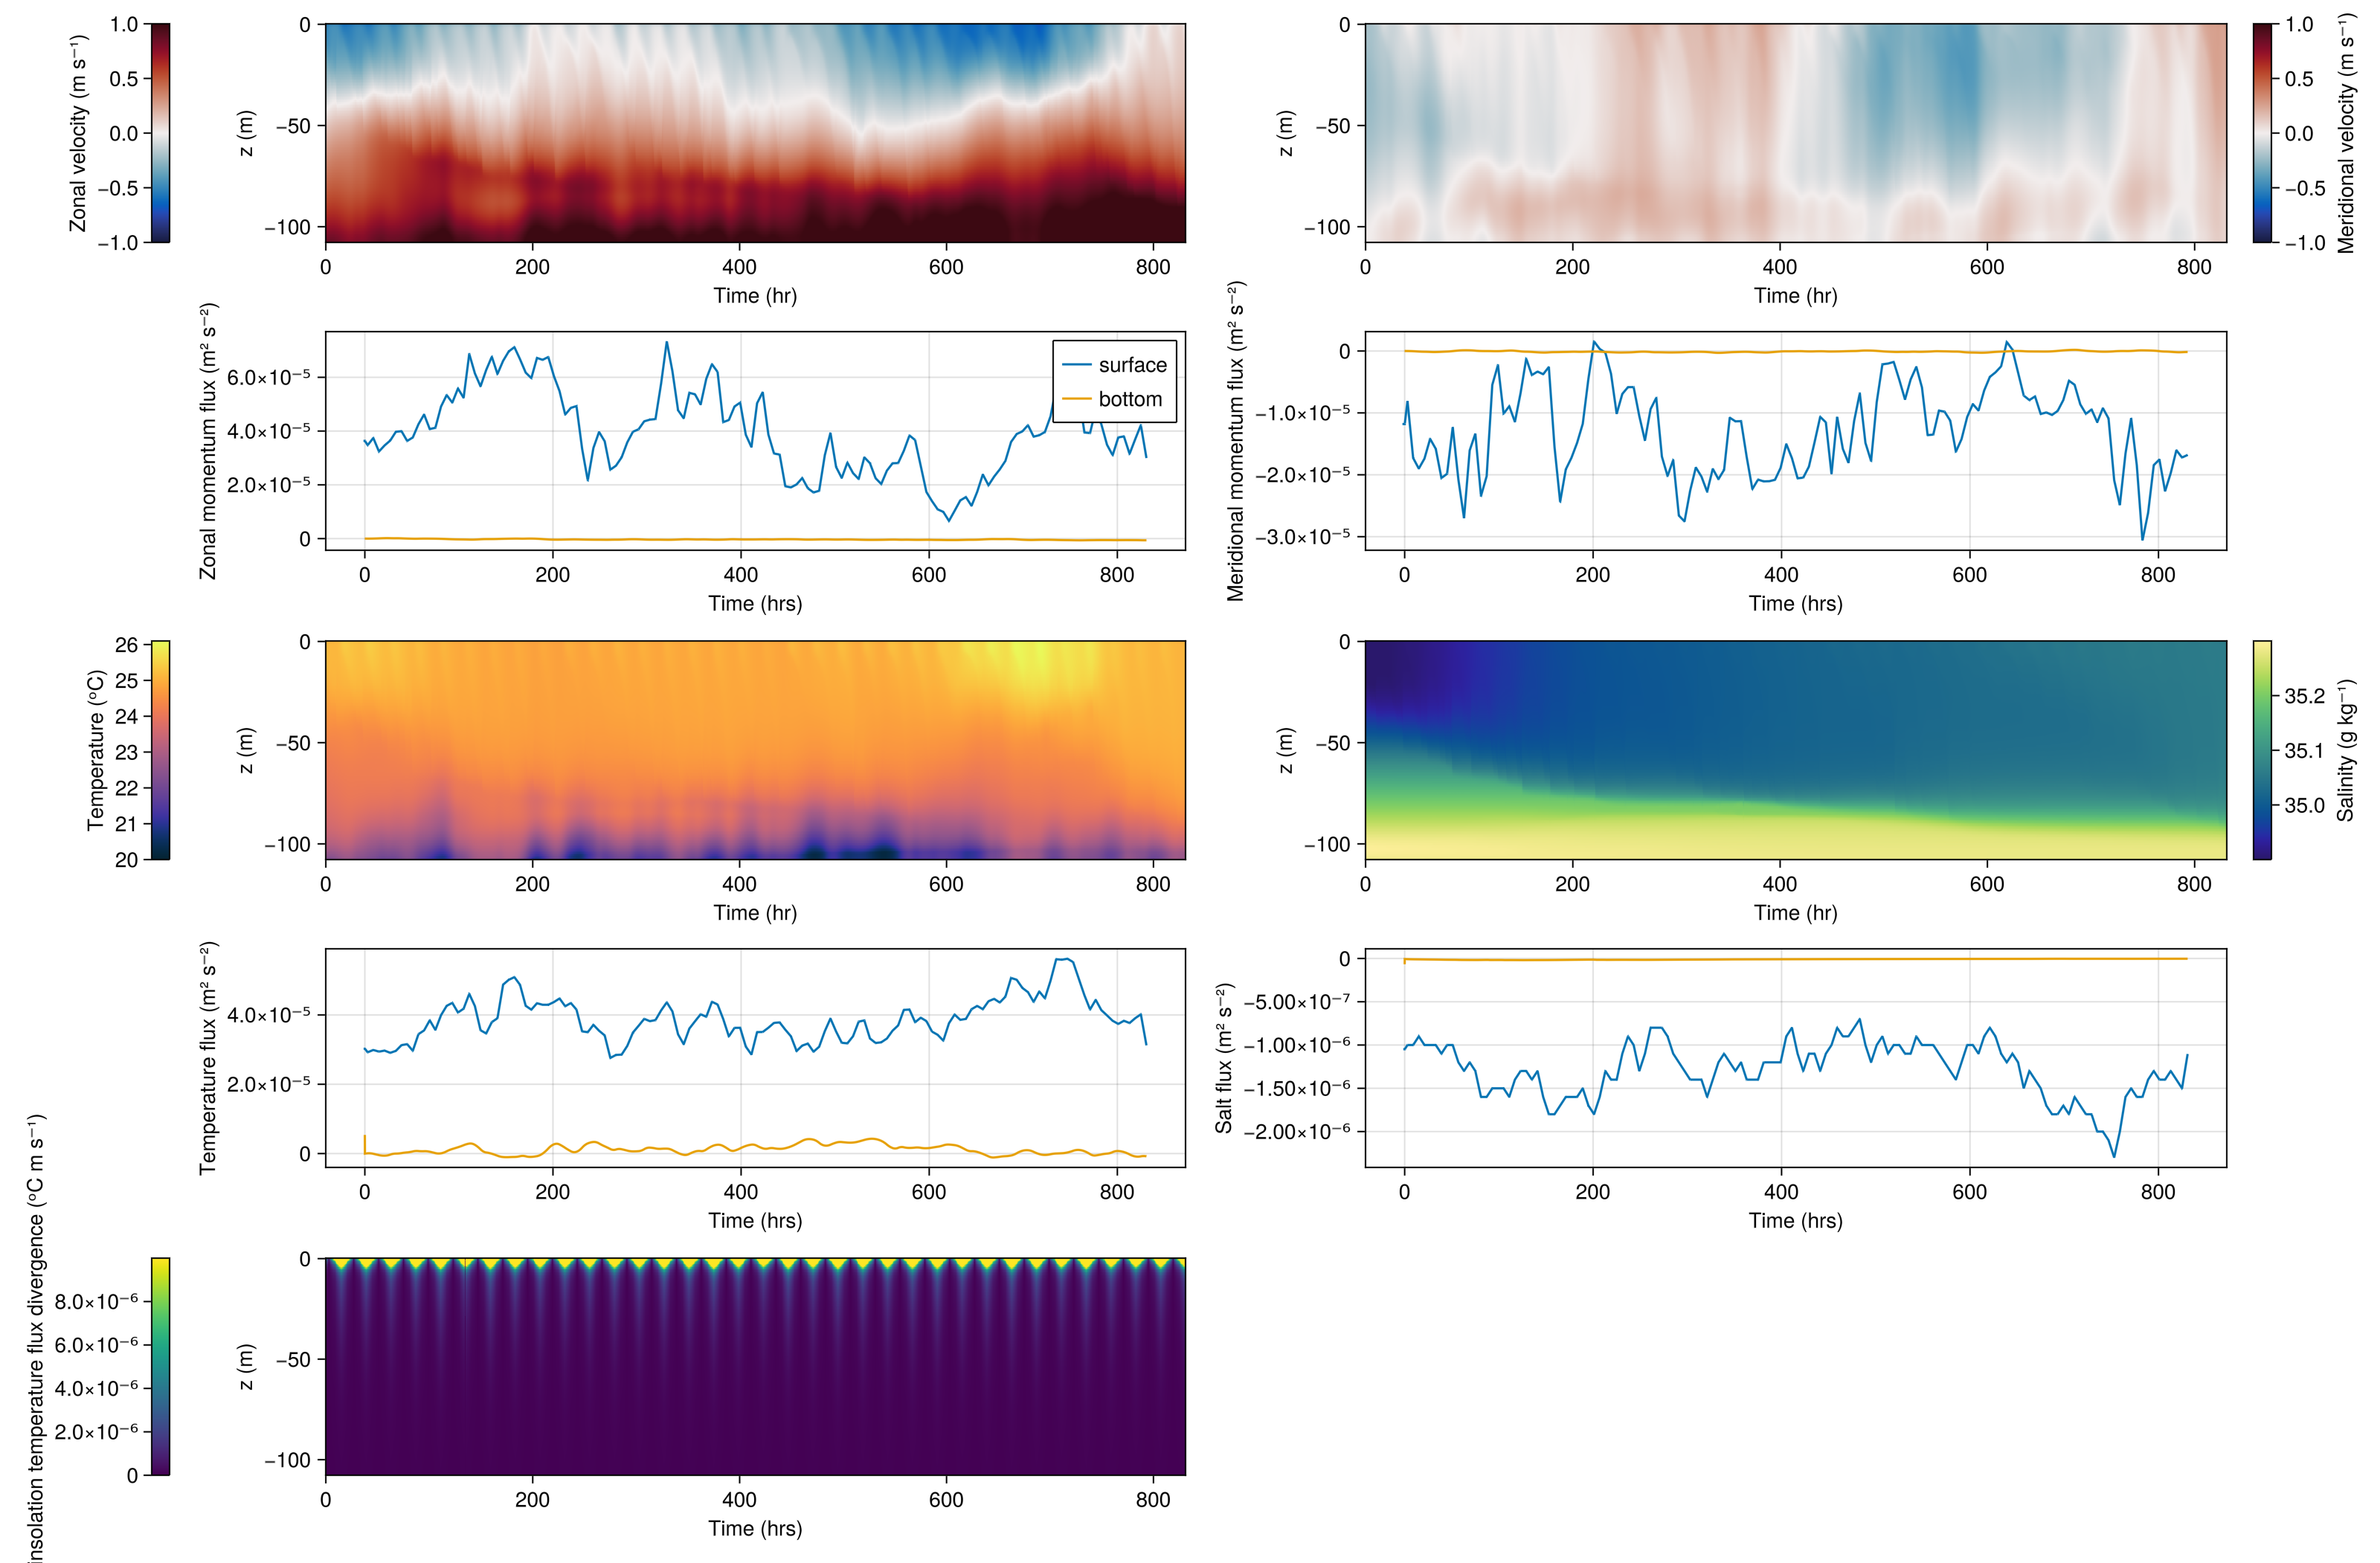 1.0
0.5
0.0
−0.5
−1.0
Zonal velocity (m s⁻¹)
0
−50
−100
z (m)
0 200 400 600 800
Time (hr)
0
−50
−100
z (m)
0 200 400 600 800
Time (hr)
1.0
0.5
0.0
−0.5
−1.0
Meridional velocity (m s⁻¹)
Zonal momentum flux (m² s⁻²)
6.0×10⁻⁵
4.0×10⁻⁵
2.0×10⁻⁵
0
surface
bottom
0 200 400 600 800
Time (hrs)
Meridional momentum flux (m² s⁻²)
0
−1.0×10⁻⁵
−2.0×10⁻⁵
−3.0×10⁻⁵
0 200 400 600 800
Time (hrs)
26
25
24
23
22
21
20
Temperature (ᵒC)
0
−50
−100
z (m)
0 200 400 600 800
Time (hr)
0
−50
−100
z (m)
0 200 400 600 800
Time (hr)
35.2
35.1
35.0
Salinity (g kg⁻¹)
Temperature flux (m² s⁻²)
4.0×10⁻⁵
2.0×10⁻⁵
0
0 200 400 600 800
Time (hrs)
Salt flux (m² s⁻²)
0
−5.00×10⁻⁷
−1.00×10⁻⁶
−1.50×10⁻⁶
−2.00×10⁻⁶
0 200 400 600 800
Time (hrs)
insolation temperature flux divergence (ᵒC m s⁻¹)
8.0×10⁻⁶
6.0×10⁻⁶
4.0×10⁻⁶
2.0×10⁻⁶
0
0
−50
−100
z (m)
0 200 400 600 800
Time (hrs)